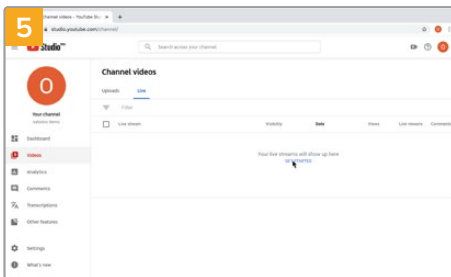 5
Channel videos - YouTube Stu
studio.youtube.com/channel/
Studio
Search across your channel
O
O
O
Your channel
Channel videos
Uploads Live
Filter
Live stream Visibility Date Views Live viewers Comments
Your live streams will show up here
GET STARTED
Dashboard
Videos
Analytics
Comments
Transcriptions
Other features
Settings
What's new